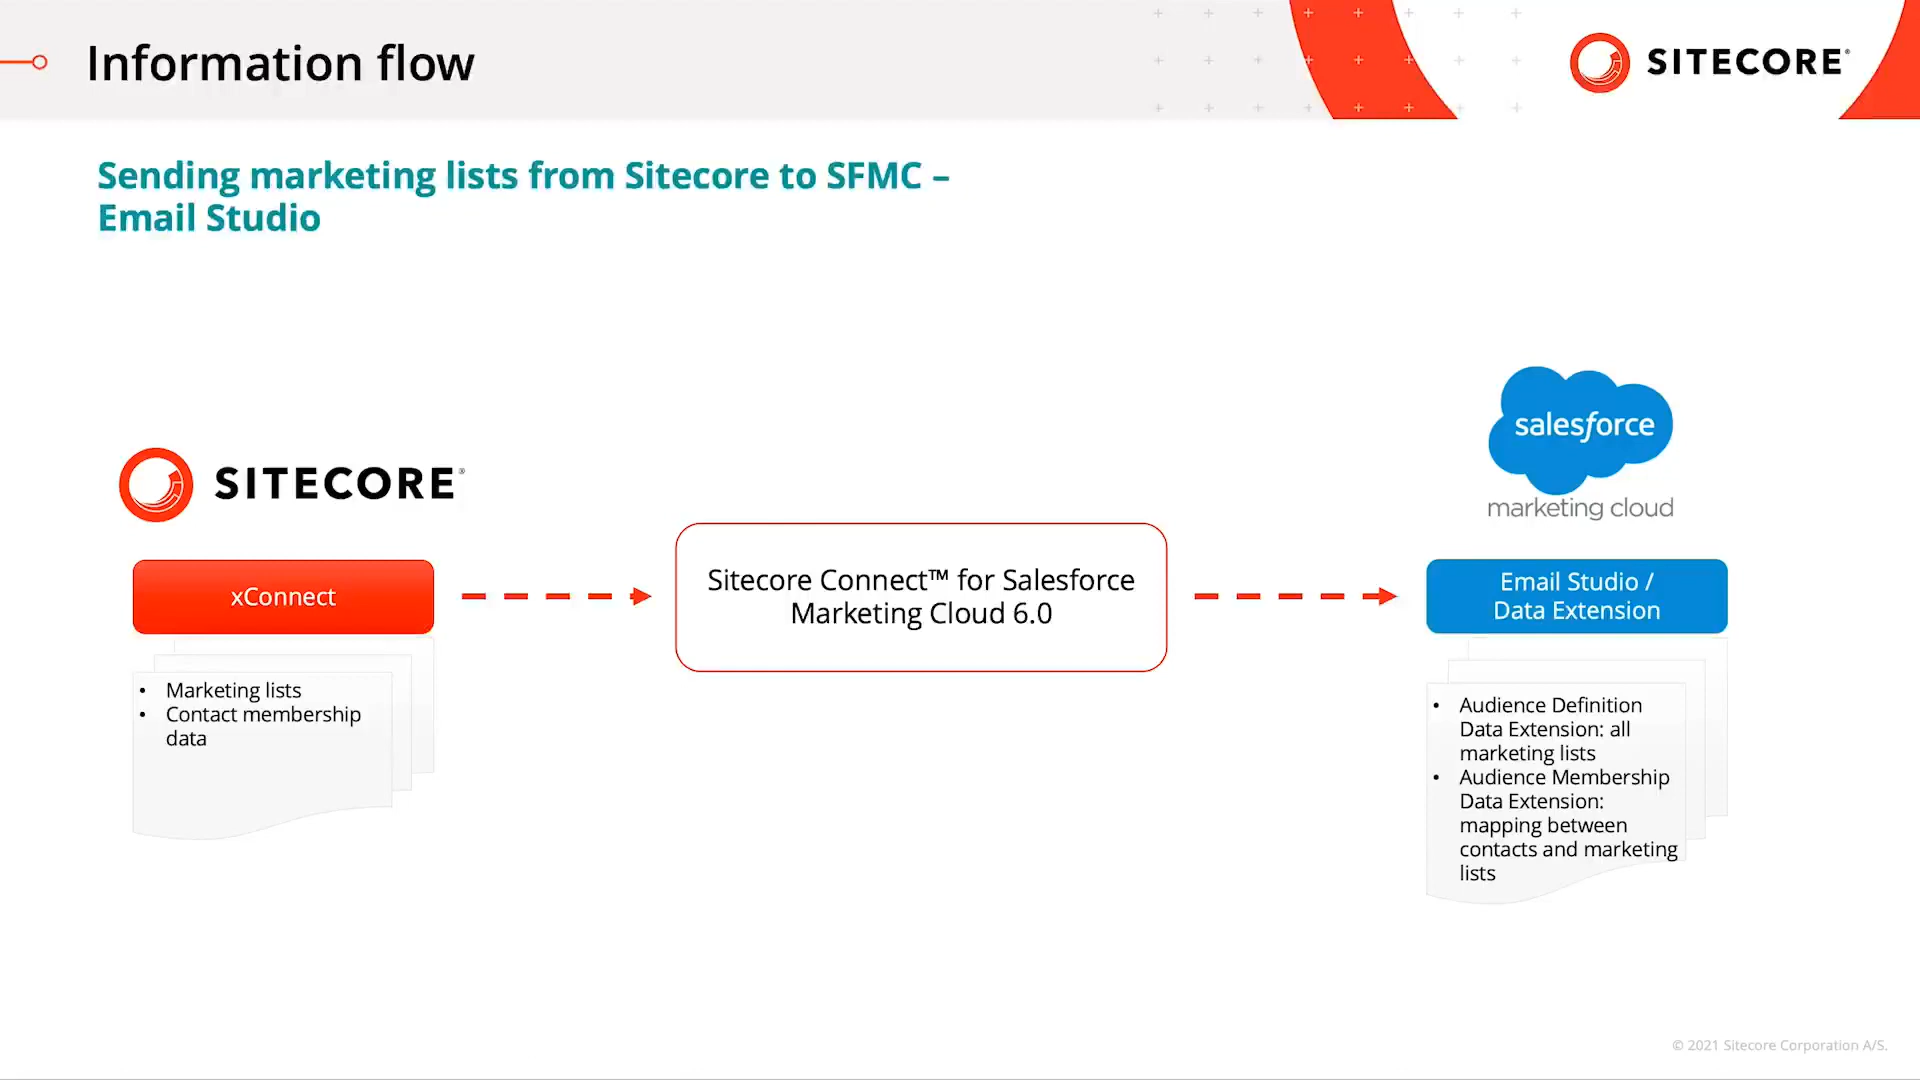 Information flow
SITECORE®
Sending marketing lists from Sitecore to SFMC –
Email Studio
salesforce
marketing cloud
SITECORE®
xConnect
Sitecore Connect™ for Salesforce
Marketing Cloud 6.0
Email Studio /
Data Extension
• Marketing lists
• Contact membership
data
• Audience Definition
Data Extension: all
marketing lists
• Audience Membership
Data Extension:
mapping between
contacts and marketing
lists
© 2021 Sitecore Corporation A/S.